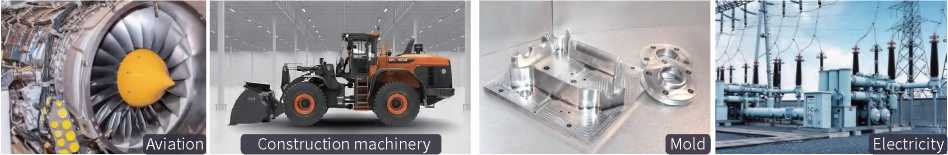 Aviation
Construction machinery
Mold
Electricity